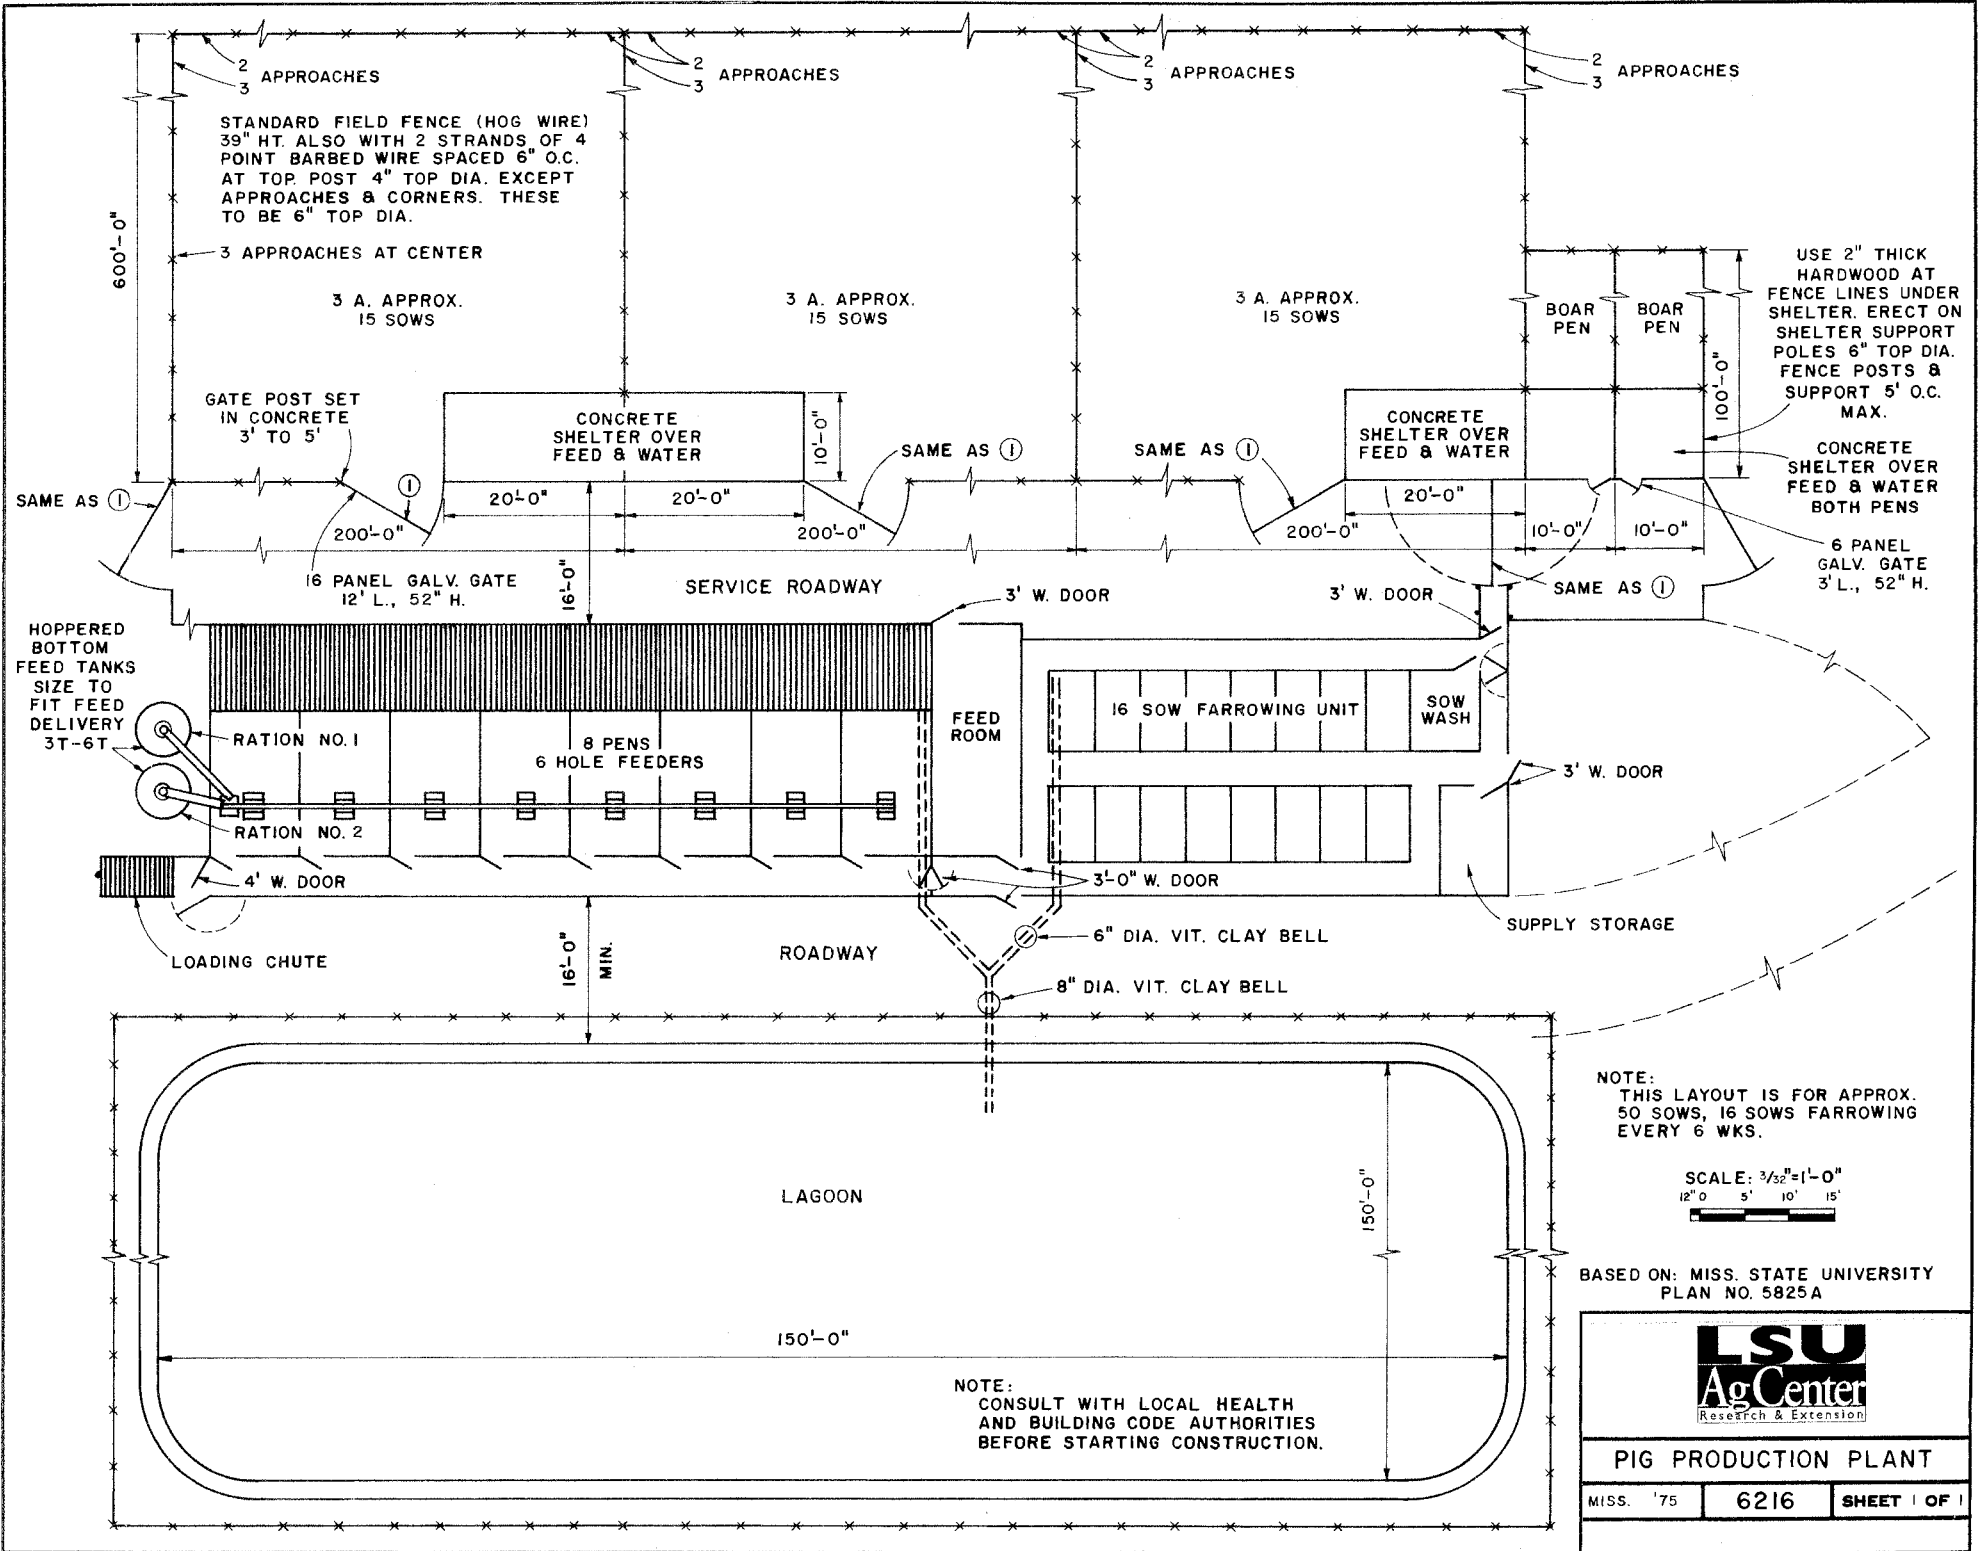 2
3 APPROACHES
2
3 APPROACHES
2
3 APPROACHES
2
3 APPROACHES
STANDARD FIELD FENCE (HOG WIRE)
39" HT. ALSO WITH 2 STRANDS OF 4
POINT BARBED WIRE SPACED 6" O.C.
AT TOP. POST 4" TOP DIA. EXCEPT
APPROACHES & CORNERS. THESE
TO BE 6" TOP DIA.
600'-0"
3 APPROACHES AT CENTER
3 A. APPROX.
15 SOWS
3 A. APPROX.
15 SOWS
3 A. APPROX.
15 SOWS
BOAR
PEN
BOAR
PEN
USE 2" THICK
HARDWOOD AT
FENCE LINES UNDER
SHELTER. ERECT ON
SHELTER SUPPORT
POLES 6" TOP DIA.
FENCE POSTS &
SUPPORT 5' O.C.
MAX.
100'-0"
GATE POST SET
IN CONCRETE
3' TO 5'
CONCRETE
SHELTER OVER
FEED & WATER
10'-0"
SAME AS 1
SAME AS 1
CONCRETE
SHELTER OVER
FEED & WATER
CONCRETE
SHELTER OVER
FEED & WATER
BOTH PENS
SAME AS 1
1
20'-0"
20'-0"
20'-0"
200'-0"
200'-0"
200'-0"
10'-0"
10'-0"
16 PANEL GALV. GATE
12' L., 52" H.
16'-0"
SERVICE ROADWAY
3' W. DOOR
3' W. DOOR
SAME AS 1
6 PANEL
GALV. GATE
3' L., 52" H.
HOPPERED
BOTTOM
FEED TANKS
SIZE TO
FIT FEED
DELIVERY
3T-6T
RATION NO. 1
8 PENS
6 HOLE FEEDERS
FEED
ROOM
16 SOW FARROWING UNIT
SOW
WASH
3' W. DOOR
RATION NO. 2
4' W. DOOR
3'-0" W. DOOR
SUPPLY STORAGE
LOADING CHUTE
16'-0"
MIN.
ROADWAY
6" DIA. VIT. CLAY BELL
8" DIA. VIT. CLAY BELL
NOTE:
THIS LAYOUT IS FOR APPROX.
50 SOWS, 16 SOWS FARROWING
EVERY 6 WKS.
LAGOON
150'-0"
150'-0"
SCALE: 3/32"=1'-0"
12" 0 5' 10' 15'
BASED ON: MISS. STATE UNIVERSITY
PLAN NO. 5825A
NOTE:
CONSULT WITH LOCAL HEALTH
AND BUILDING CODE AUTHORITIES
BEFORE STARTING CONSTRUCTION.
LSU
AgCenter
Research & Extension
PIG PRODUCTION PLANT
MISS. '75 6216 SHEET 1 OF 1